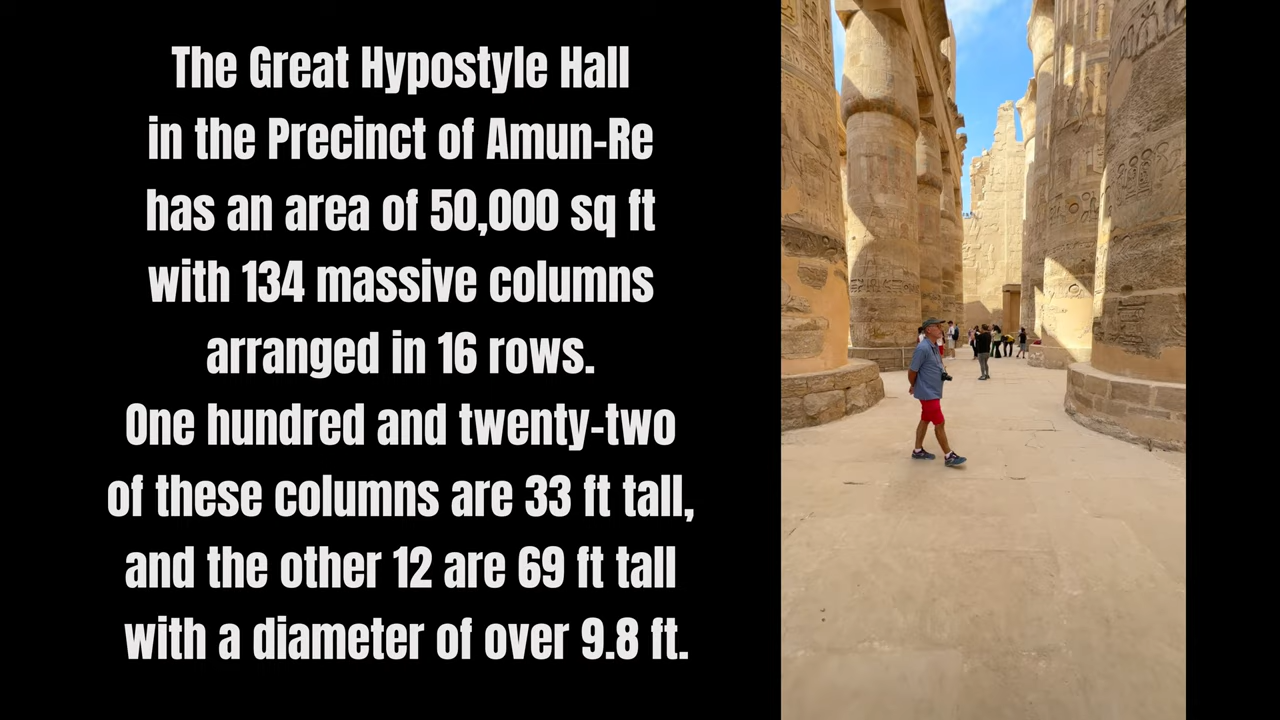 The Great Hypostyle Hall
in the Precinct of Amun-Re
has an area of 50,000 sq ft
with 134 massive columns
arranged in 16 rows.
One hundred and twenty-two
of these columns are 33 ft tall,
and the other 12 are 69 ft tall
with a diameter of over 9.8 ft.